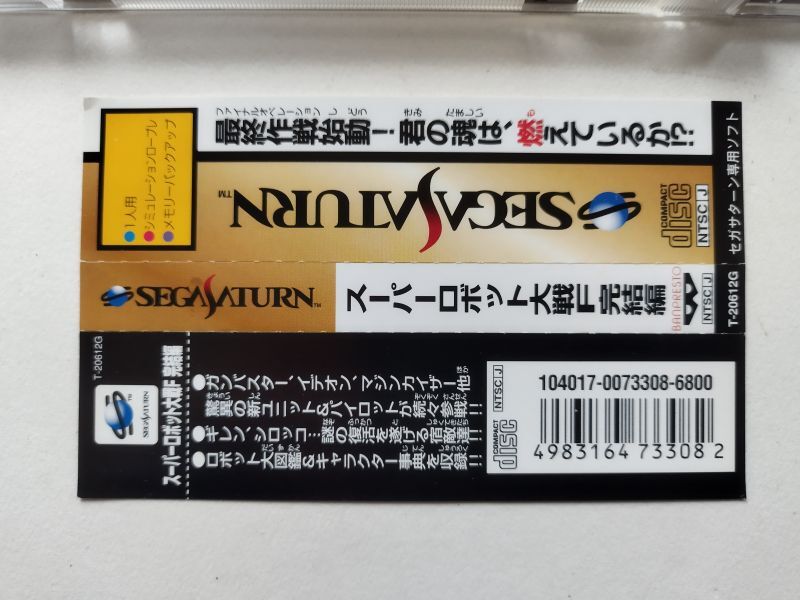 最終作戦始動！君の魂は、燃えているか!?
ファイナルオペレーション しどう きみ たましい も
1人用
シミュレーションロープレ
メモリーバックアップ
SEGA SATURN™
COMPACT
disc
NTSC J
セガサターン専用ソフト
SEGA SATURN™
スーパーロボット大戦F完結編
BANPRESTO
NTSC J
T-20612G
T-20612G
SEGA SATURN™
スーパーロボット大戦F 完結編
●ガンバスター、イデオン、マジンカイザー他
驚異の新ユニット&パイロットが続々参戦!!
●ギレン、シロッコ…謎の復活を遂げる宿敵達!!
●ロボット大図鑑&キャラクター事典を収録!!
COMPACT
disc
NTSC J
104017-0073308-6800
4983164 733082